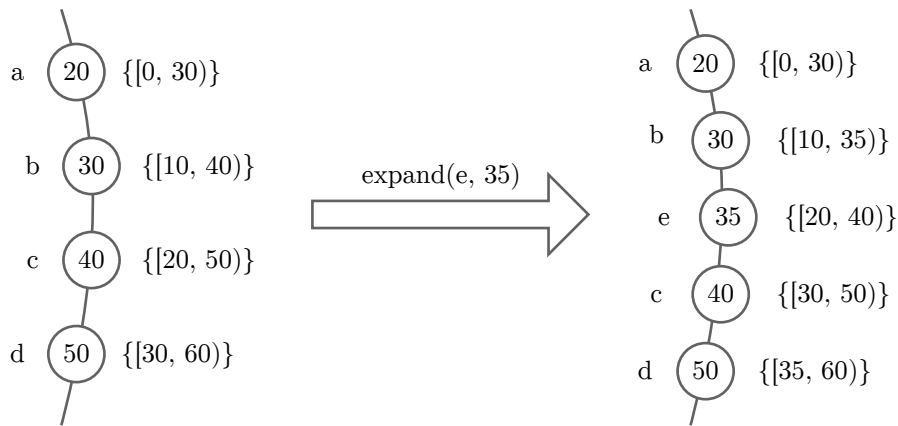 a 20 {[0, 30)}
b 30 {[10, 40)}
c 40 {[20, 50)}
d 50 {[30, 60)}
expand(e, 35)
a 20 {[0, 30)}
b 30 {[10, 35)}
e 35 {[20, 40)}
c 40 {[30, 50)}
d 50 {[35, 60)}